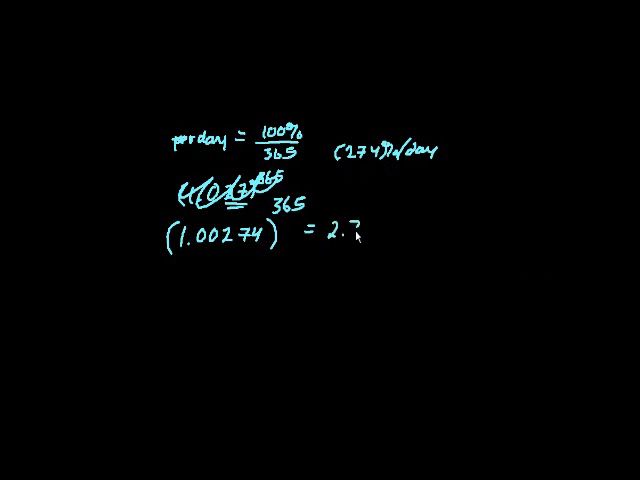 per day = 100% / 365 (.274)%/day
(1.00274)^365 = 2.7